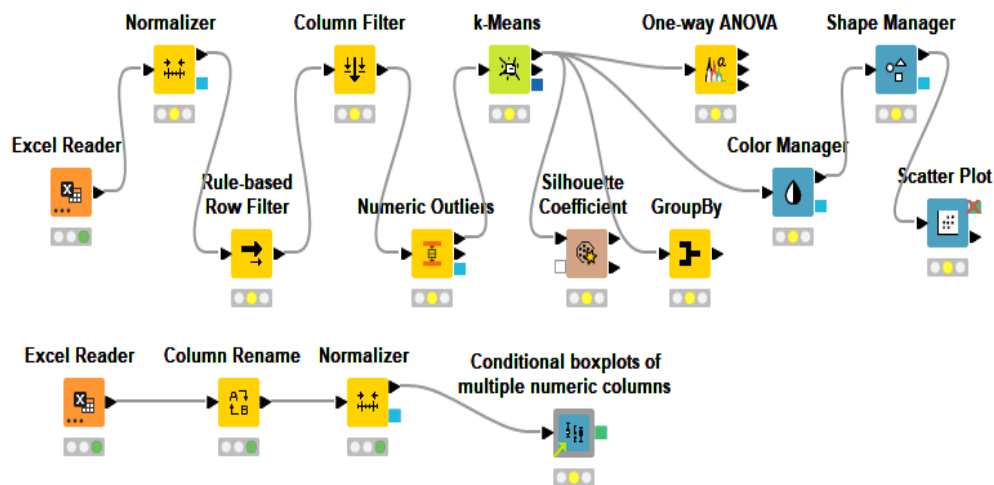 Normalizer
Column Filter
k-Means
One-way ANOVA
Shape Manager
Excel Reader
Rule-based
Row Filter
Numeric Outliers
Silhouette
Coefficient
GroupBy
Color Manager
Scatter Plot
Excel Reader
Column Rename
Normalizer
Conditional boxplots of
multiple numeric columns